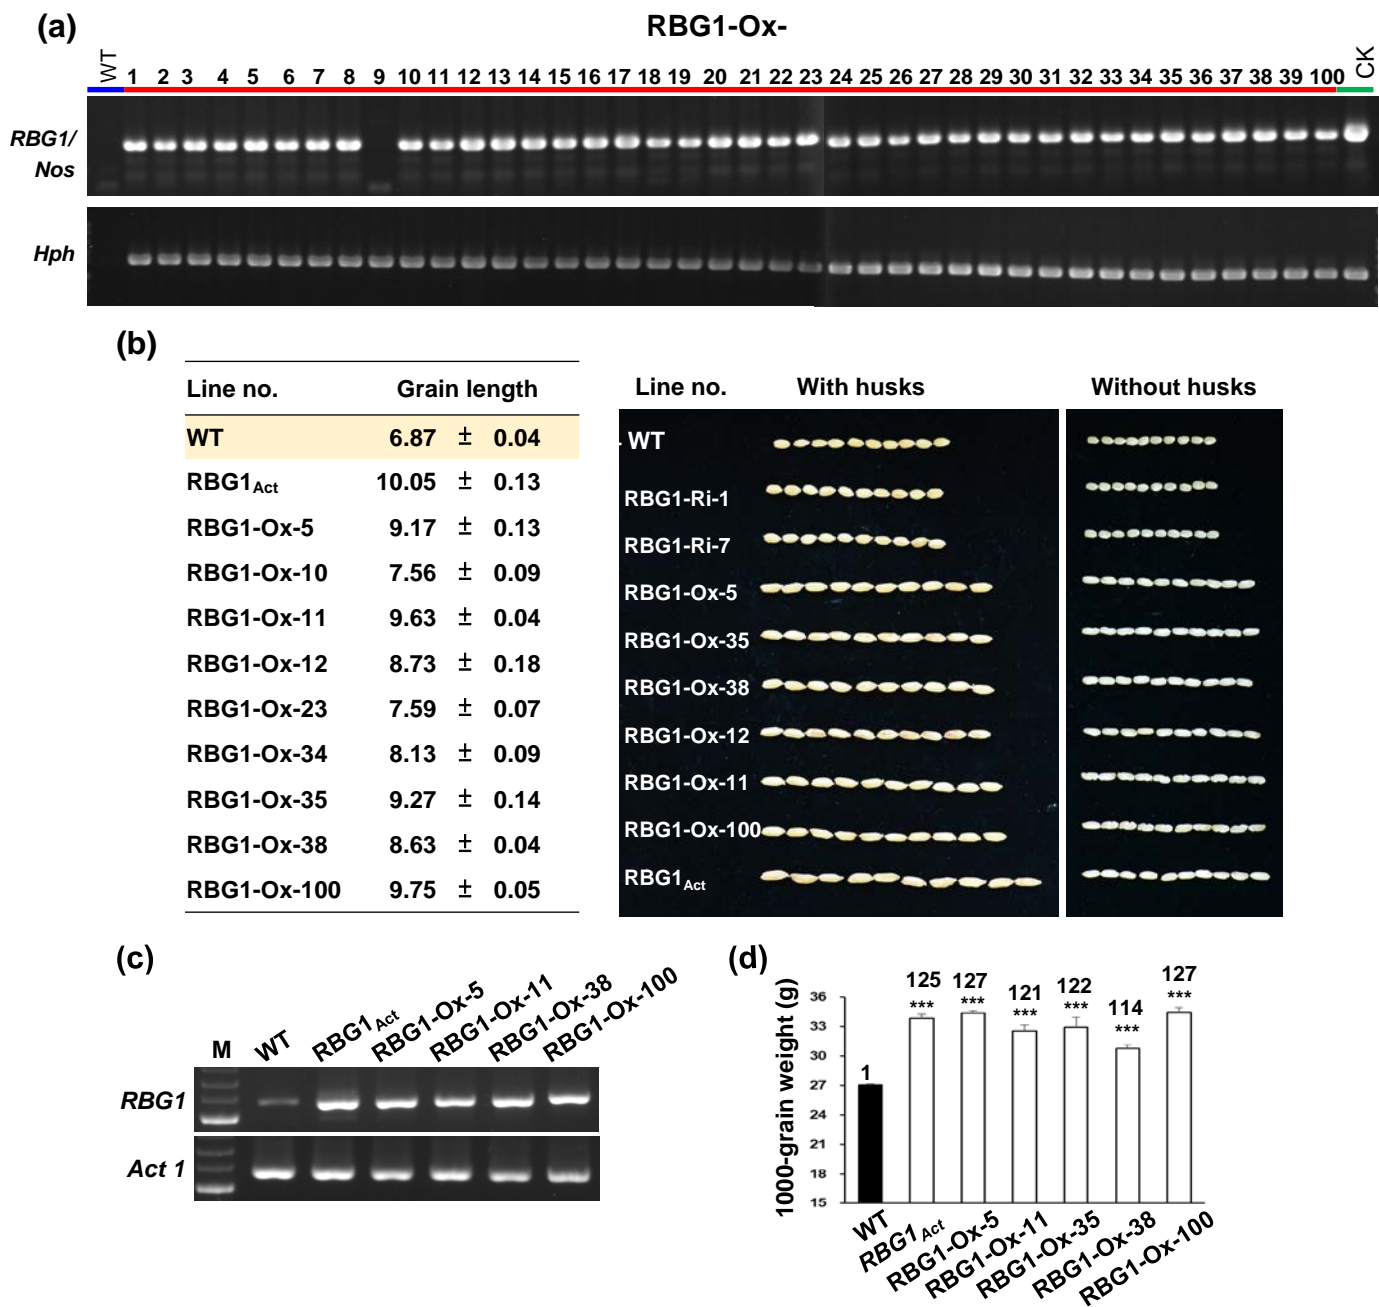 (a)
RBG1-Ox-
WT 1 2 3 4 5 6 7 8 9 10 11 12 13 14 15 16 17 18 19 20 21 22 23 24 25 26 27 28 29 30 31 32 33 34 35 36 37 38 39 100 CK
RBG1/
Nos
Hph
(b)
Line no. Grain length
WT 6.87 ± 0.04
RBG1Act 10.05 ± 0.13
RBG1-Ox-5 9.17 ± 0.13
RBG1-Ox-10 7.56 ± 0.09
RBG1-Ox-11 9.63 ± 0.04
RBG1-Ox-12 8.73 ± 0.18
RBG1-Ox-23 7.59 ± 0.07
RBG1-Ox-34 8.13 ± 0.09
RBG1-Ox-35 9.27 ± 0.14
RBG1-Ox-38 8.63 ± 0.04
RBG1-Ox-100 9.75 ± 0.05
Line no. With husks Without husks
WT
RBG1-Ri-1
RBG1-Ri-7
RBG1-Ox-5
RBG1-Ox-35
RBG1-Ox-38
RBG1-Ox-12
RBG1-Ox-11
RBG1-Ox-100
RBG1Act
(c)
M WT RBG1Act RBG1-Ox-5 RBG1-Ox-11 RBG1-Ox-38 RBG1-Ox-100
RBG1
Act 1
(d)
1000-grain weight (g)
36
33
30
27
24
21
18
15
1 125 127 121 122 114 127
*** *** *** *** *** ***
WT RBG1Act RBG1-Ox-5 RBG1-Ox-11 RBG1-Ox-35 RBG1-Ox-38 RBG1-Ox-100